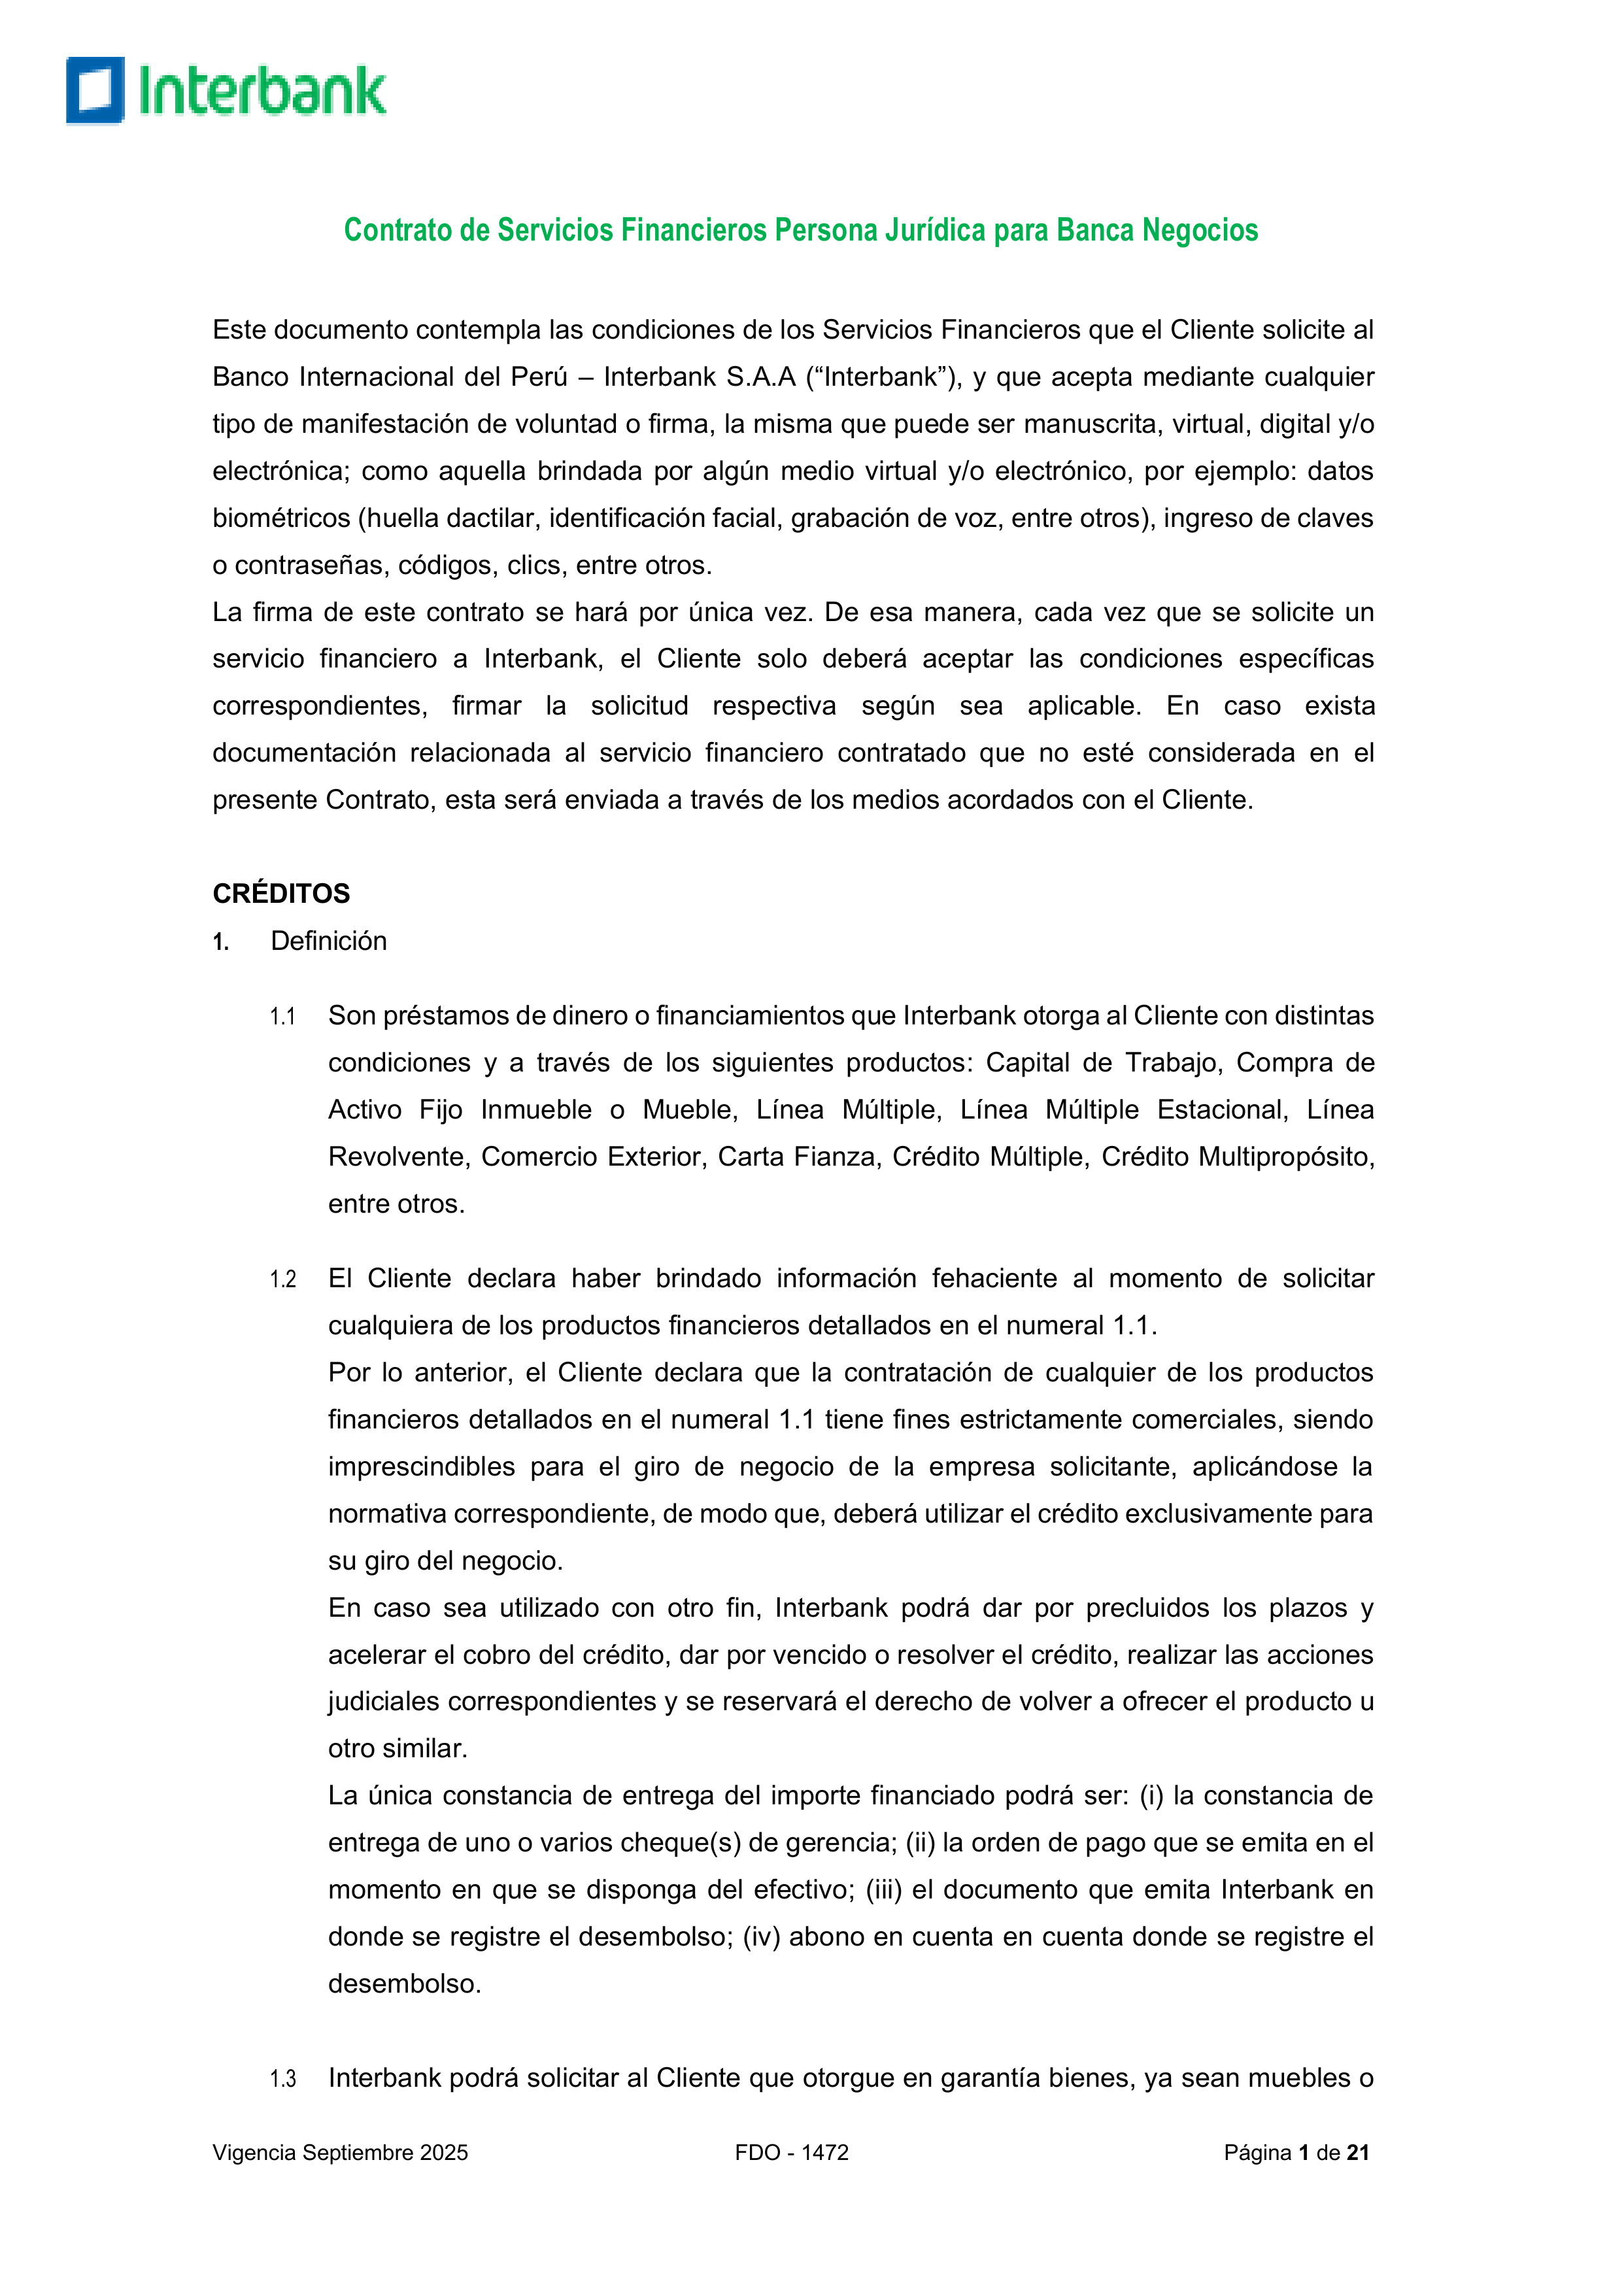 Interbank
Contrato de Servicios Financieros Persona Jurídica para Banca Negocios
Este documento contempla las condiciones de los Servicios Financieros que el Cliente solicite al
Banco Internacional del Perú – Interbank S.A.A (“Interbank”), y que acepta mediante cualquier
tipo de manifestación de voluntad o firma, la misma que puede ser manuscrita, virtual, digital y/o
electrónica; como aquella brindada por algún medio virtual y/o electrónico, por ejemplo: datos
biométricos (huella dactilar, identificación facial, grabación de voz, entre otros), ingreso de claves
o contraseñas, códigos, clics, entre otros.
La firma de este contrato se hará por única vez. De esa manera, cada vez que se solicite un
servicio financiero a Interbank, el Cliente solo deberá aceptar las condiciones específicas
correspondientes, firmar la solicitud respectiva según sea aplicable. En caso exista
documentación relacionada al servicio financiero contratado que no esté considerada en el
presente Contrato, esta será enviada a través de los medios acordados con el Cliente.
CRÉDITOS
1. Definición
1.1 Son préstamos de dinero o financiamientos que Interbank otorga al Cliente con distintas
condiciones y a través de los siguientes productos: Capital de Trabajo, Compra de
Activo Fijo Inmueble o Mueble, Línea Múltiple, Línea Múltiple Estacional, Línea
Revolvente, Comercio Exterior, Carta Fianza, Crédito Múltiple, Crédito Multipropósito,
entre otros.
1.2 El Cliente declara haber brindado información fehaciente al momento de solicitar
cualquiera de los productos financieros detallados en el numeral 1.1.
Por lo anterior, el Cliente declara que la contratación de cualquier de los productos
financieros detallados en el numeral 1.1 tiene fines estrictamente comerciales, siendo
imprescindibles para el giro de negocio de la empresa solicitante, aplicándose la
normativa correspondiente, de modo que, deberá utilizar el crédito exclusivamente para
su giro del negocio.
En caso sea utilizado con otro fin, Interbank podrá dar por precluidos los plazos y
acelerar el cobro del crédito, dar por vencido o resolver el crédito, realizar las acciones
judiciales correspondientes y se reservará el derecho de volver a ofrecer el producto u
otro similar.
La única constancia de entrega del importe financiado podrá ser: (i) la constancia de
entrega de uno o varios cheque(s) de gerencia; (ii) la orden de pago que se emita en el
momento en que se disponga del efectivo; (iii) el documento que emita Interbank en
donde se registre el desembolso; (iv) abono en cuenta en cuenta donde se registre el
desembolso.
1.3 Interbank podrá solicitar al Cliente que otorgue en garantía bienes, ya sean muebles o
Vigencia Septiembre 2025 FDO - 1472 Página 1 de 21